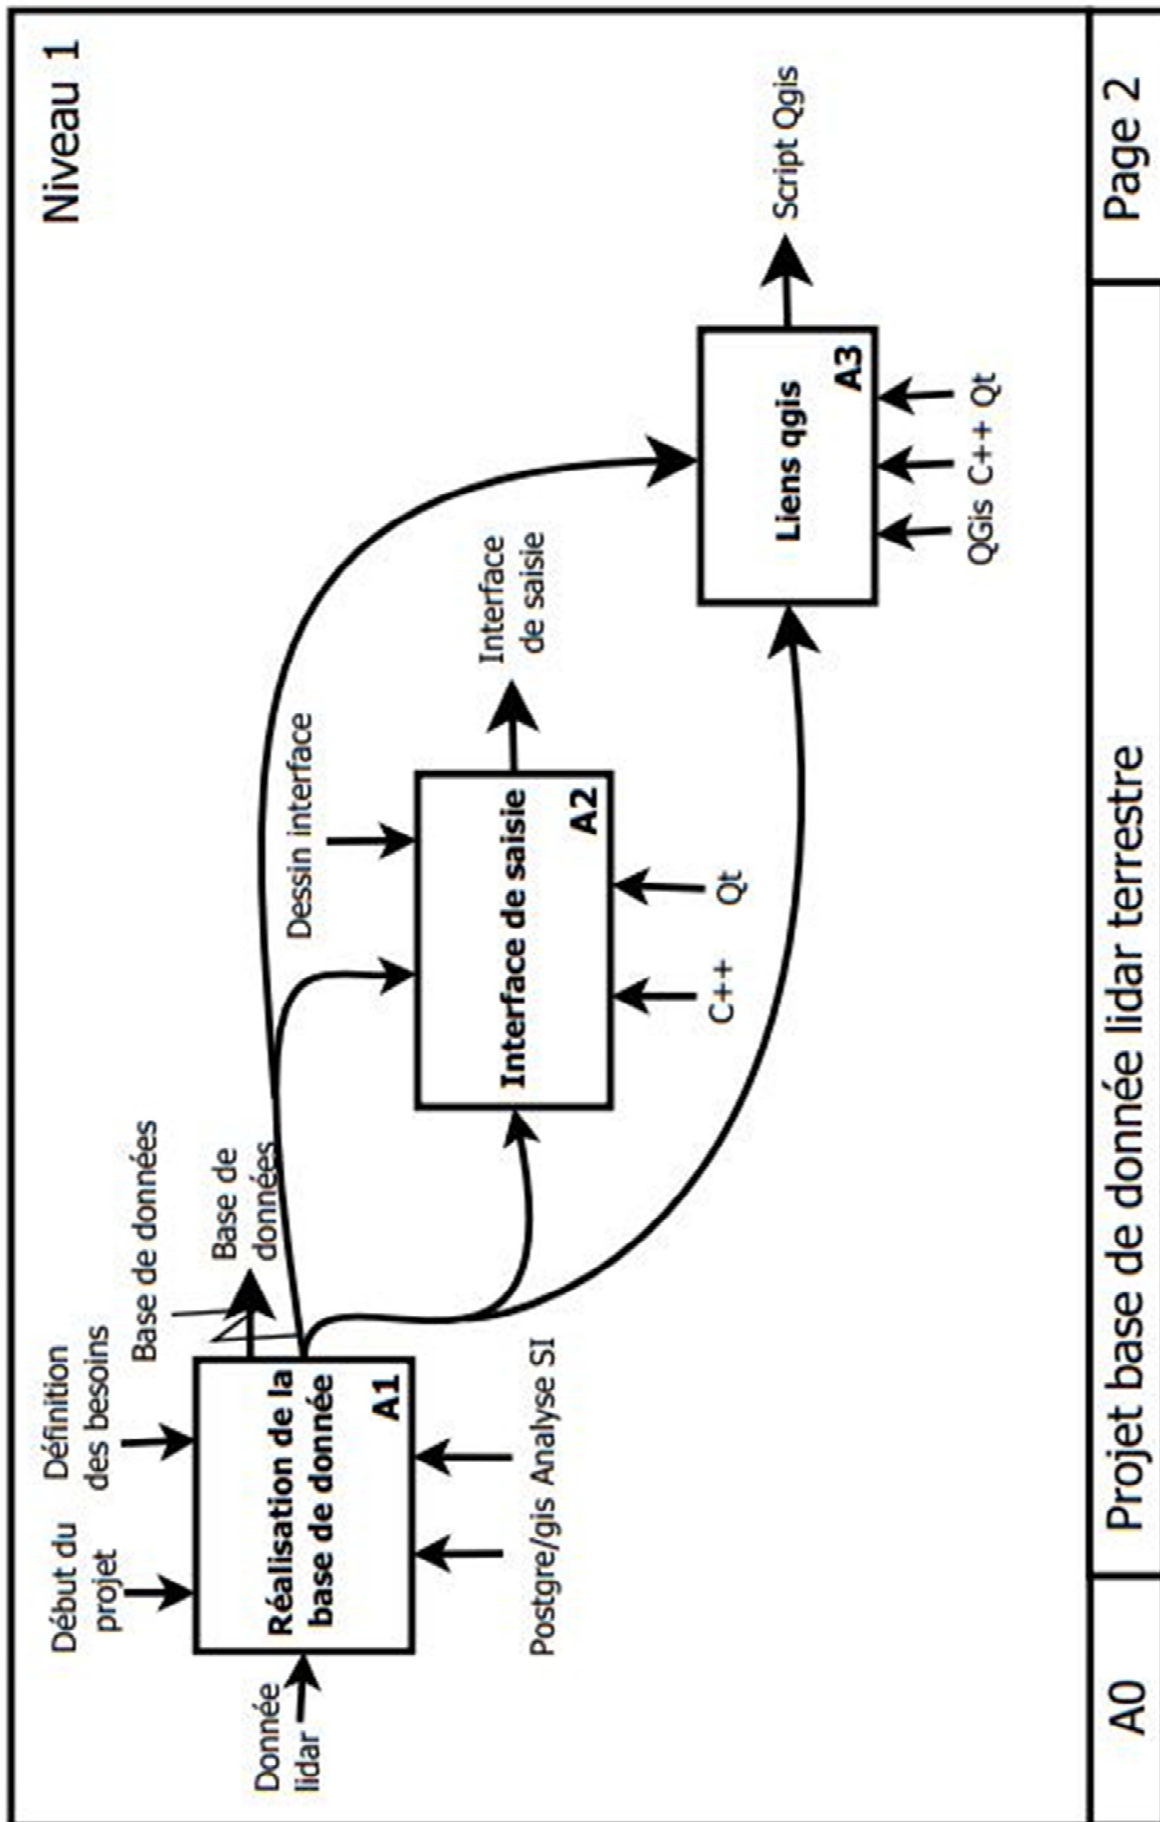 Niveau 1
Début du
projet
Définition
des besoins
Base de données
Base de
données
Donnée
lidar
Réalisation de la
base de donnée
A1
Postgre/gis Analyse SI
Dessin interface
Interface de saisie
A2
Interface
de saisie
C++
Qt
Liens qgis
A3
Script Qgis
QGis C++ Qt
A0
Projet base de donnée lidar terrestre
Page 2